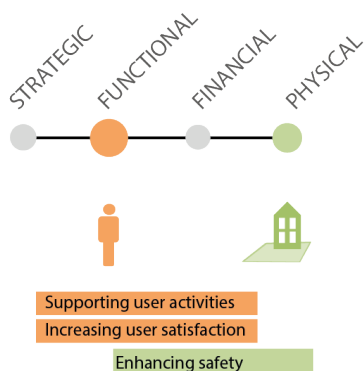 STRATEGIC
FUNCTIONAL
FINANCIAL
PHYSICAL
Supporting user activities
Increasing user satisfaction
Enhancing safety